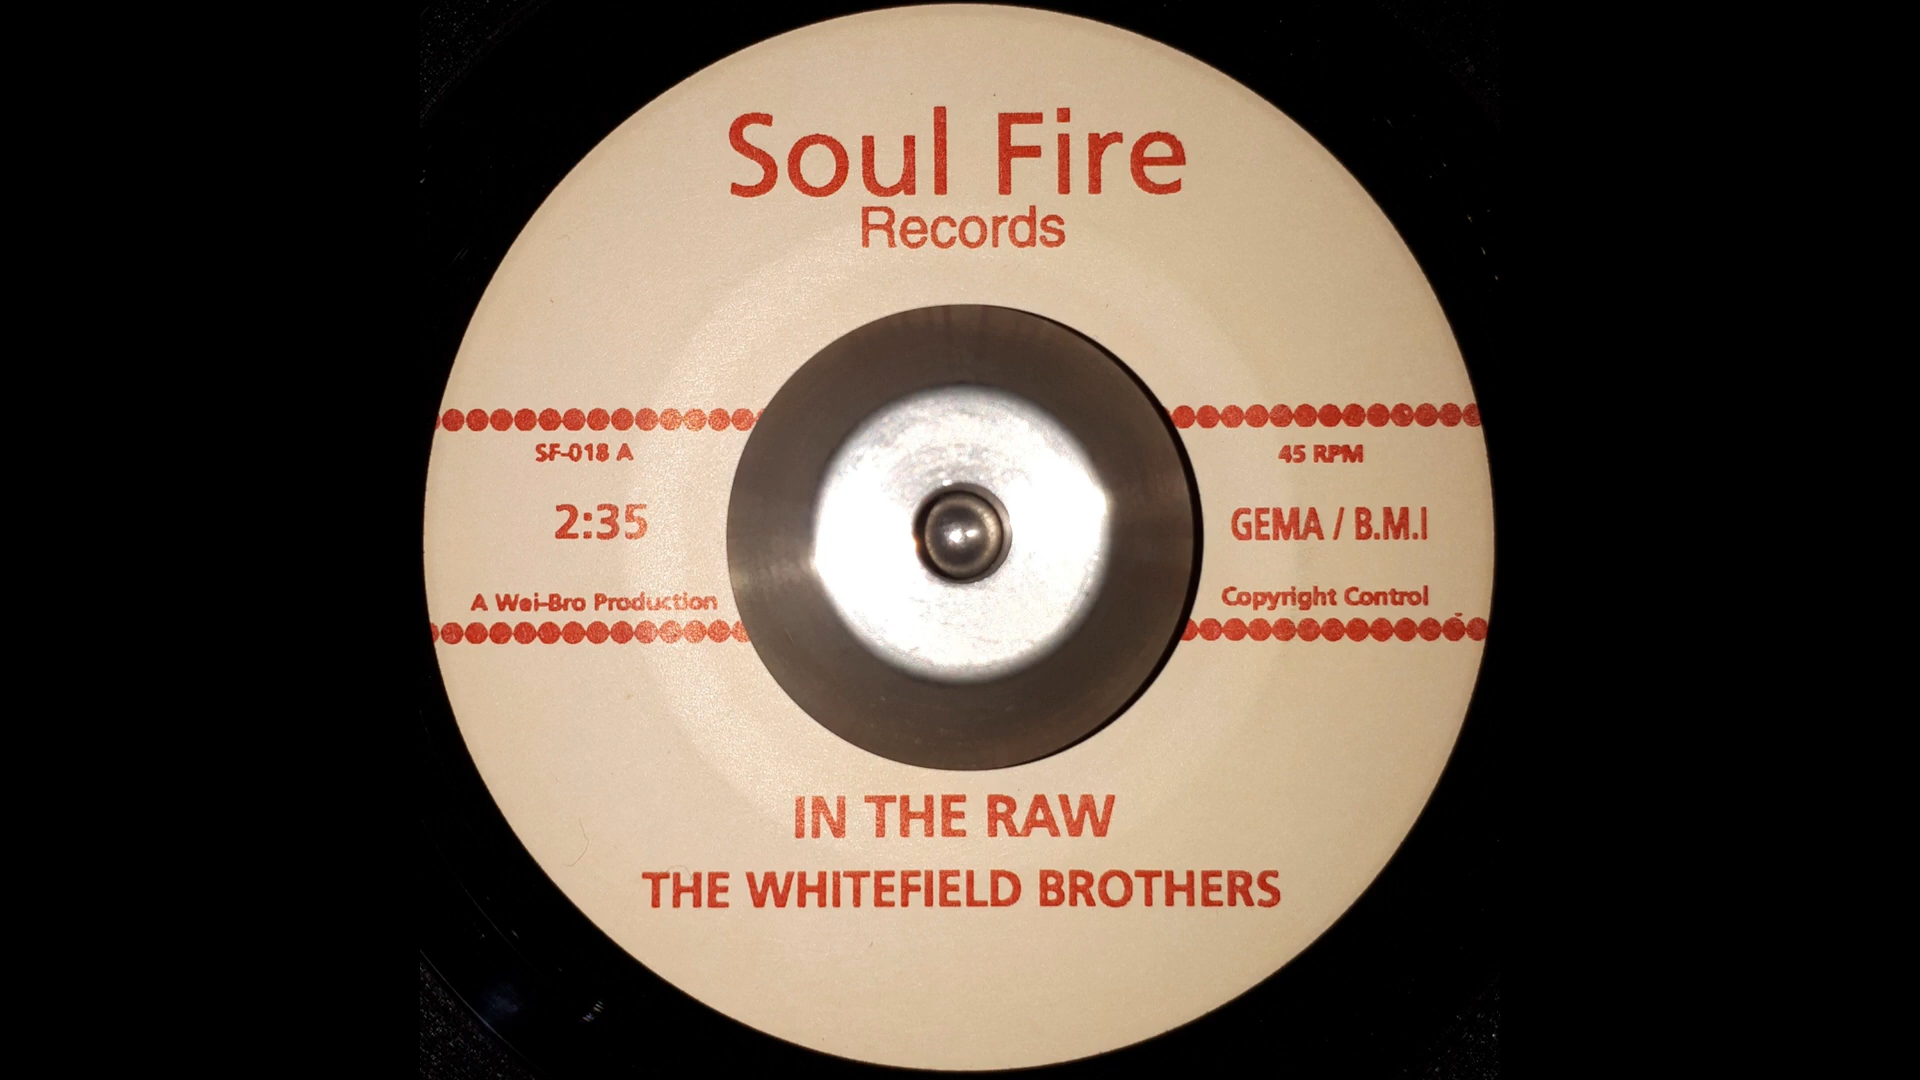 Soul Fire
Records
SF-018 A
2:35
A Wei-Bro Production
45 RPM
GEMA / B.M.I
Copyright Control
IN THE RAW
THE WHITEFIELD BROTHERS